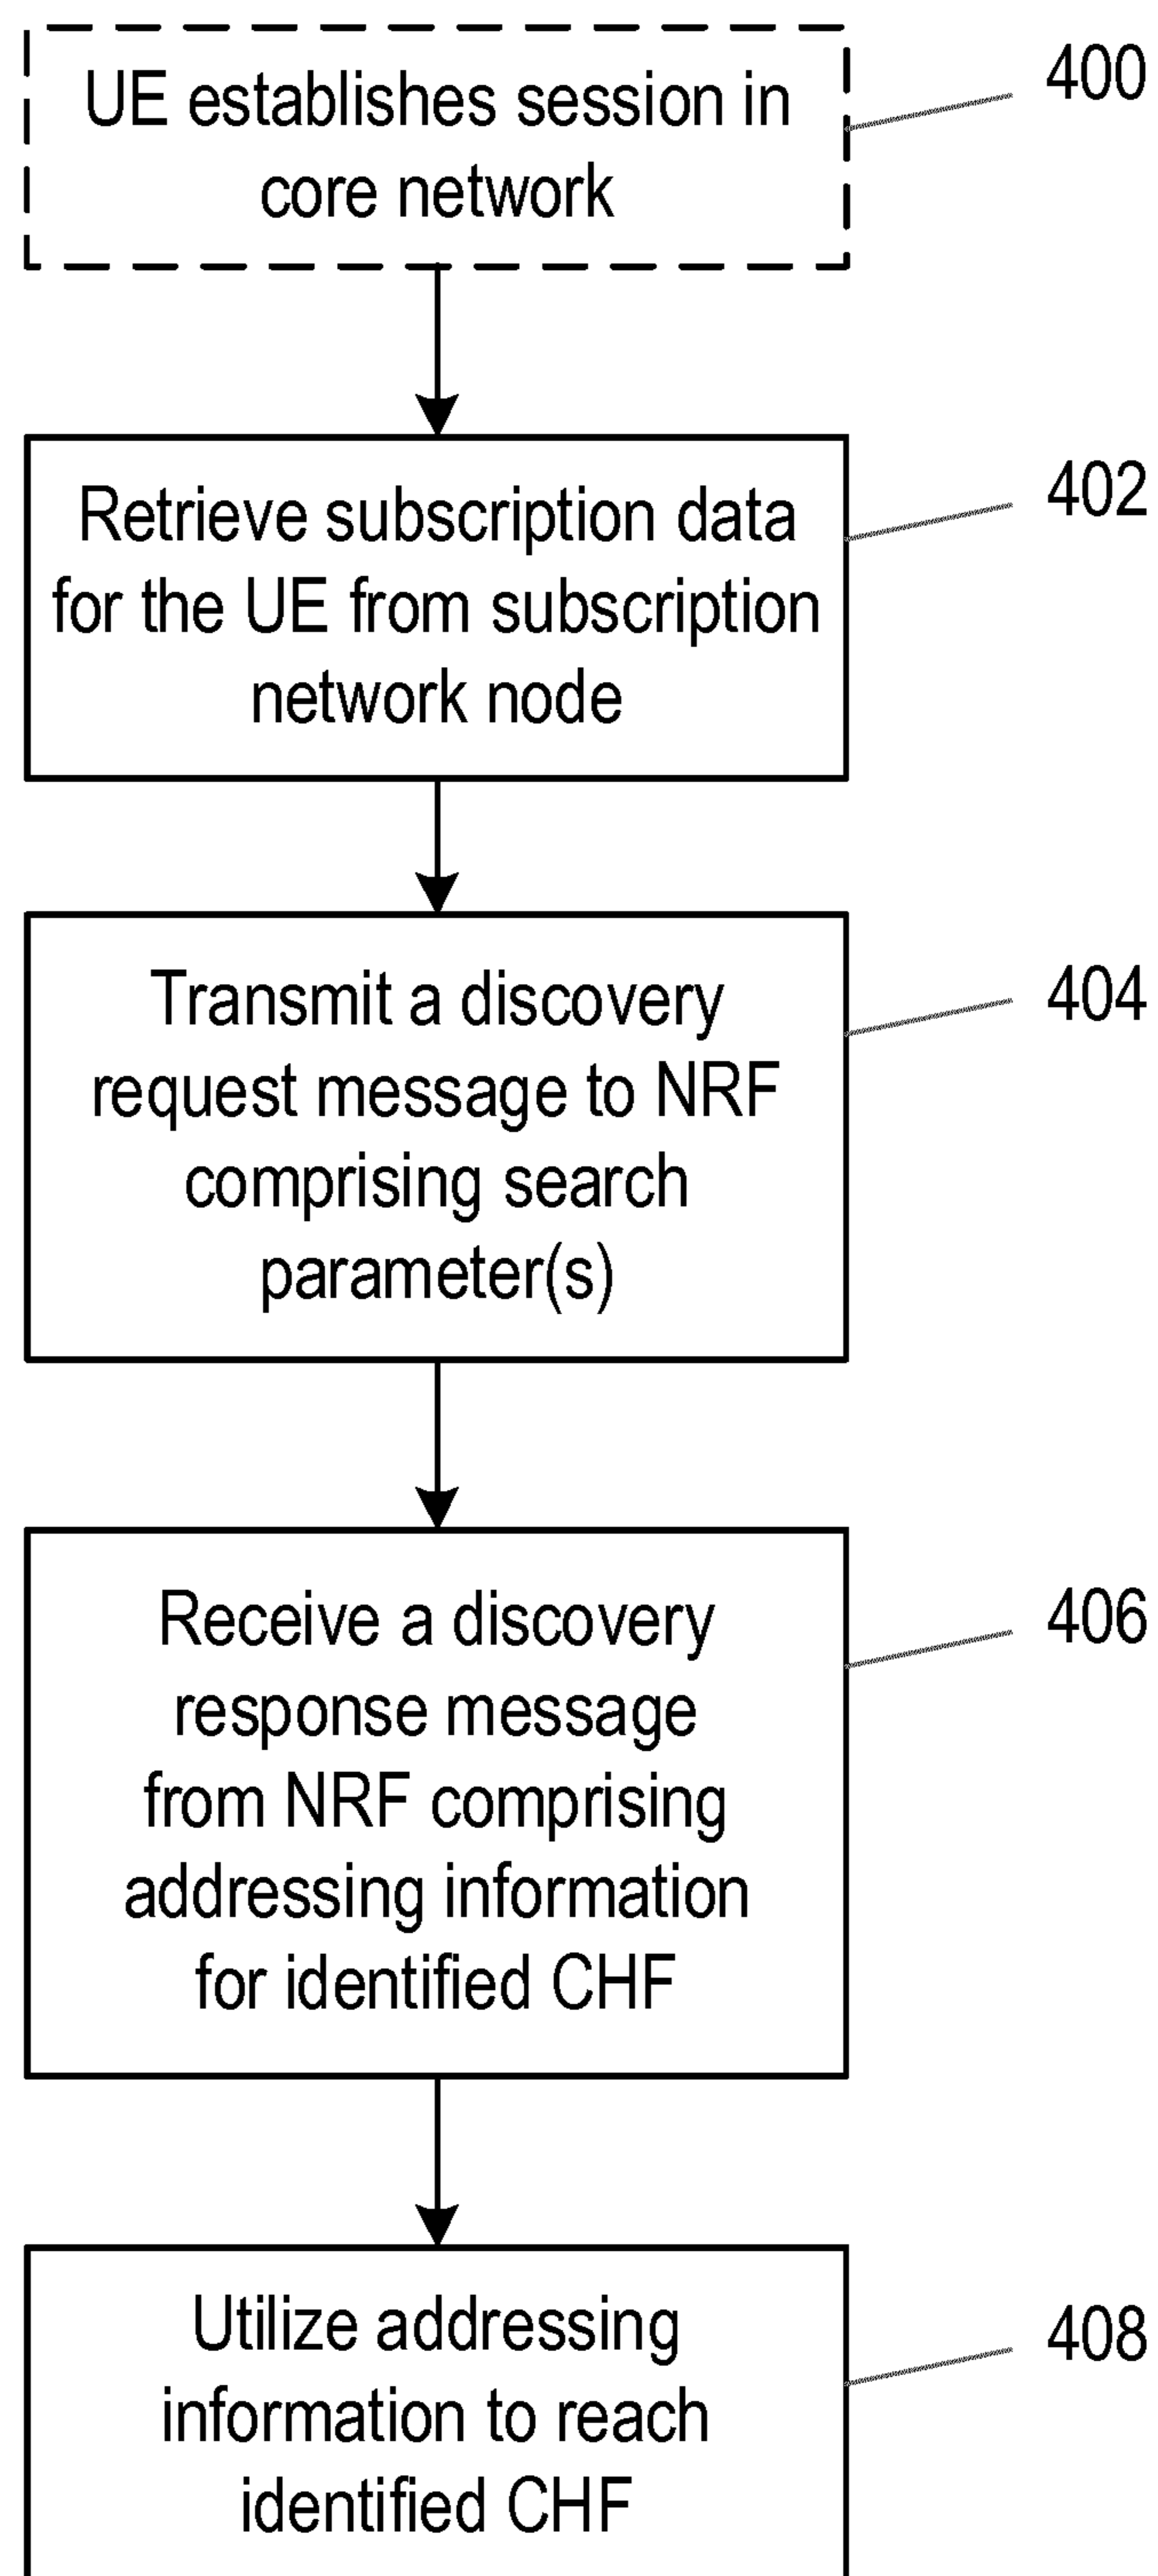 UE establishes session in
core network
400
Retrieve subscription data
for the UE from subscription
network node
402
Transmit a discovery
request message to NRF
comprising search
parameter(s)
404
Receive a discovery
response message
from NRF comprising
addressing information
for identified CHF
406
Utilize addressing
information to reach
identified CHF
408